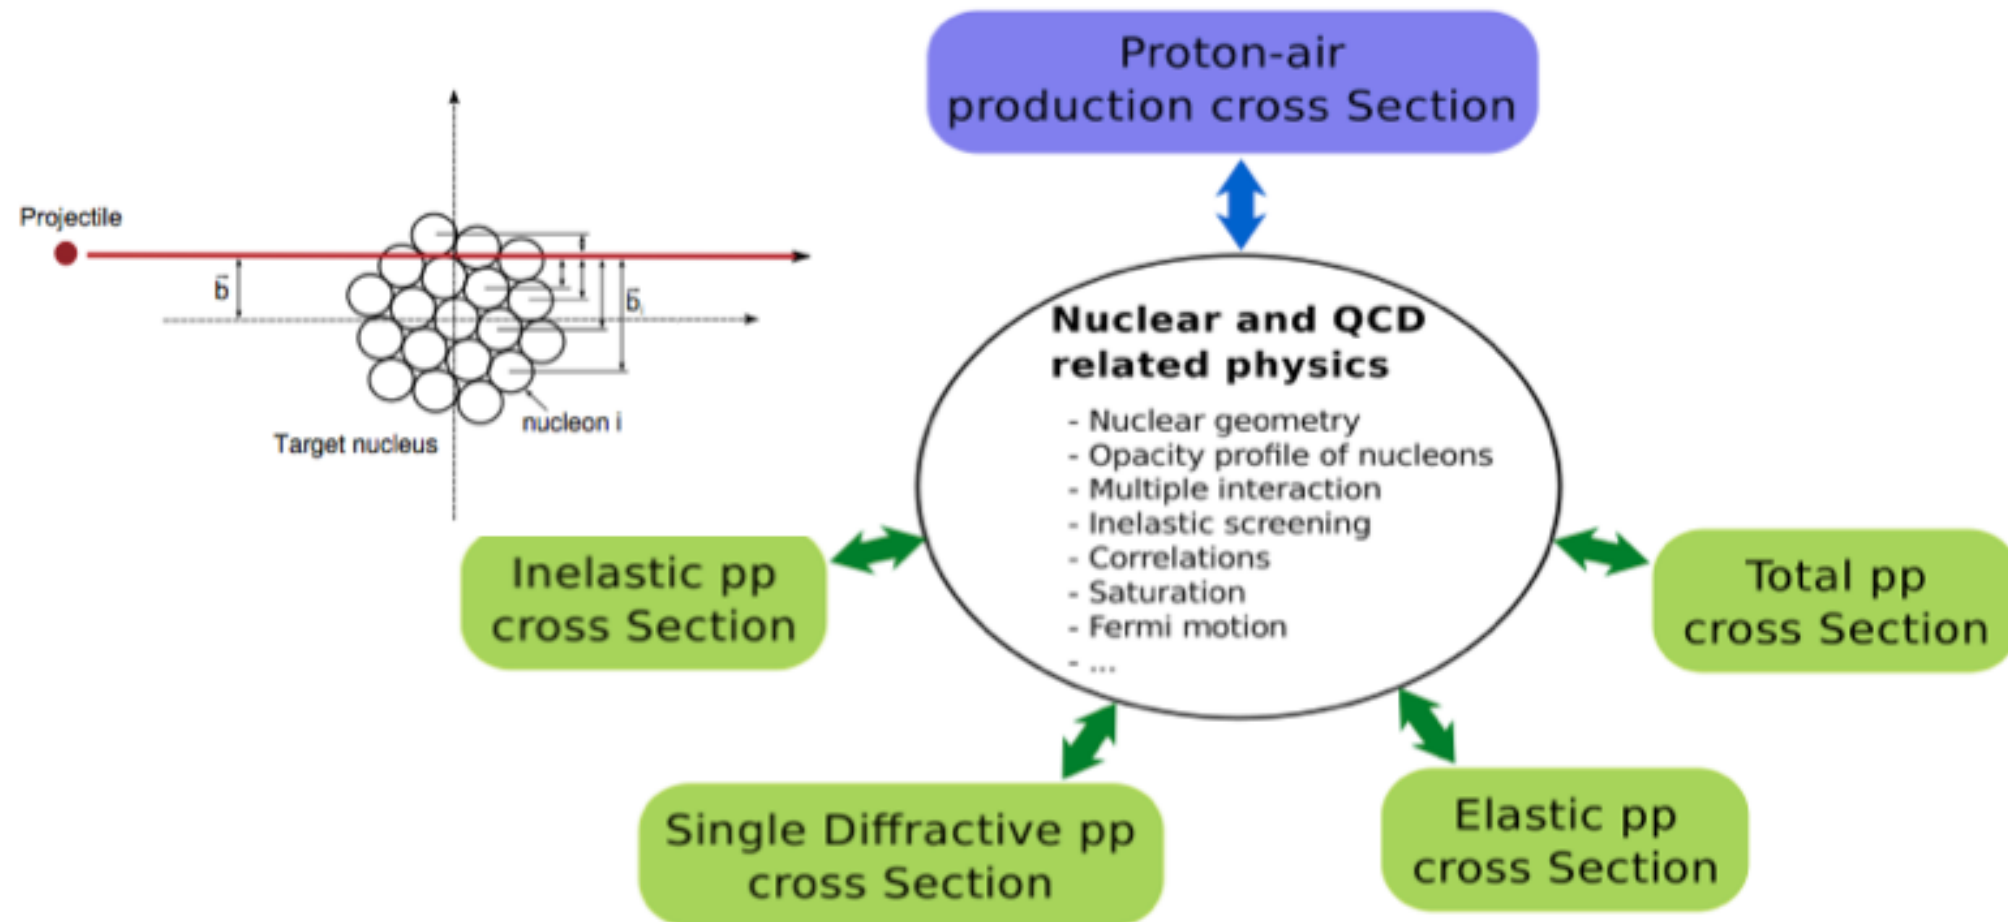 Proton-air
production cross Section
Projectile
b̄
b̄ᵢ
nucleon i
Target nucleus
Nuclear and QCD
related physics
- Nuclear geometry
- Opacity profile of nucleons
- Multiple interaction
- Inelastic screening
- Correlations
- Saturation
- Fermi motion
- ...
Inelastic pp
cross Section
Total pp
cross Section
Single Diffractive pp
cross Section
Elastic pp
cross Section